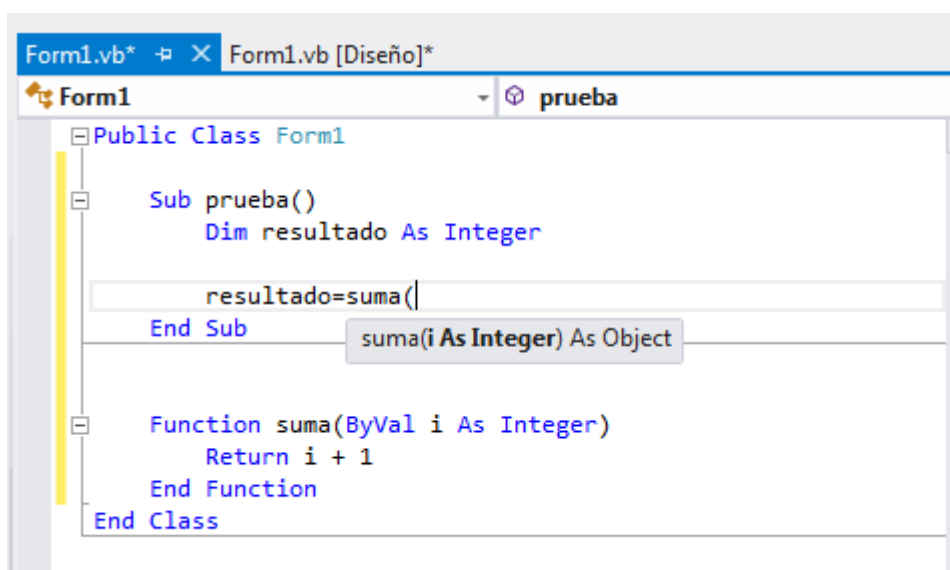 Form1.vb* Form1.vb [Diseño]*
Form1 prueba
Public Class Form1
Sub prueba()
Dim resultado As Integer
resultado=suma(
End Sub
suma(i As Integer) As Object
Function suma(ByVal i As Integer)
Return i + 1
End Function
End Class